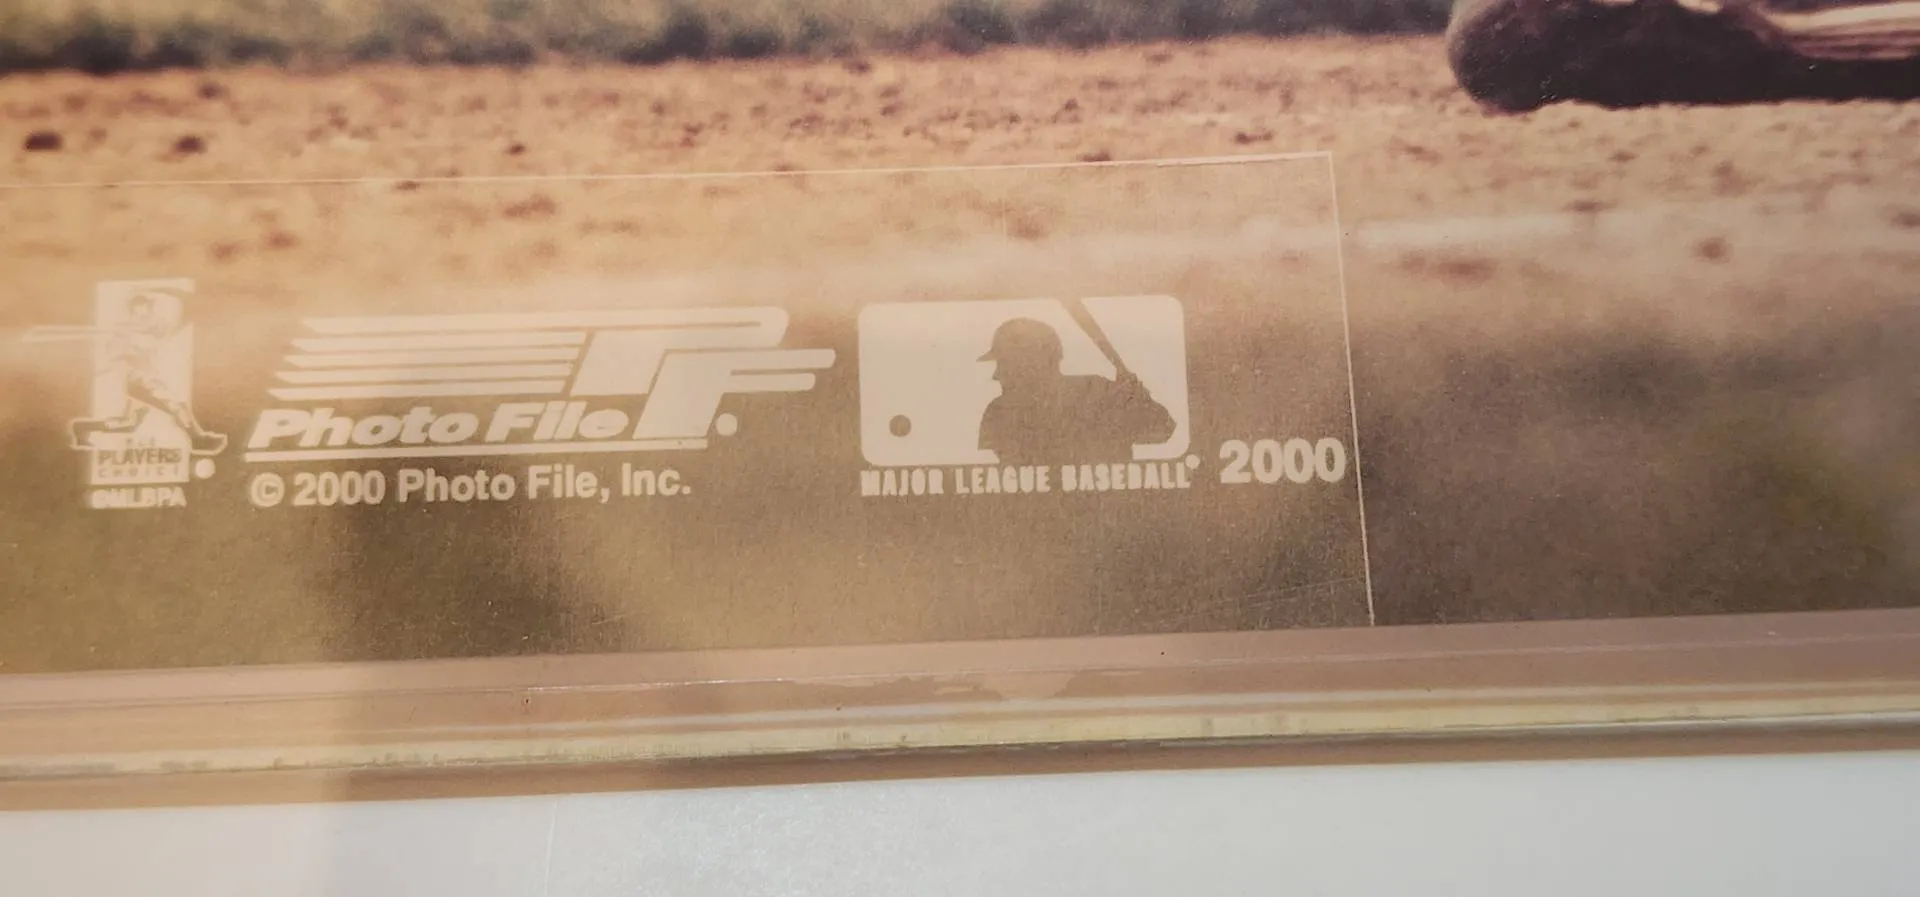 PLAYERS
CHOICE
©MLBPA
Photo File
© 2000 Photo File, Inc.
MAJOR LEAGUE BASEBALL
2000